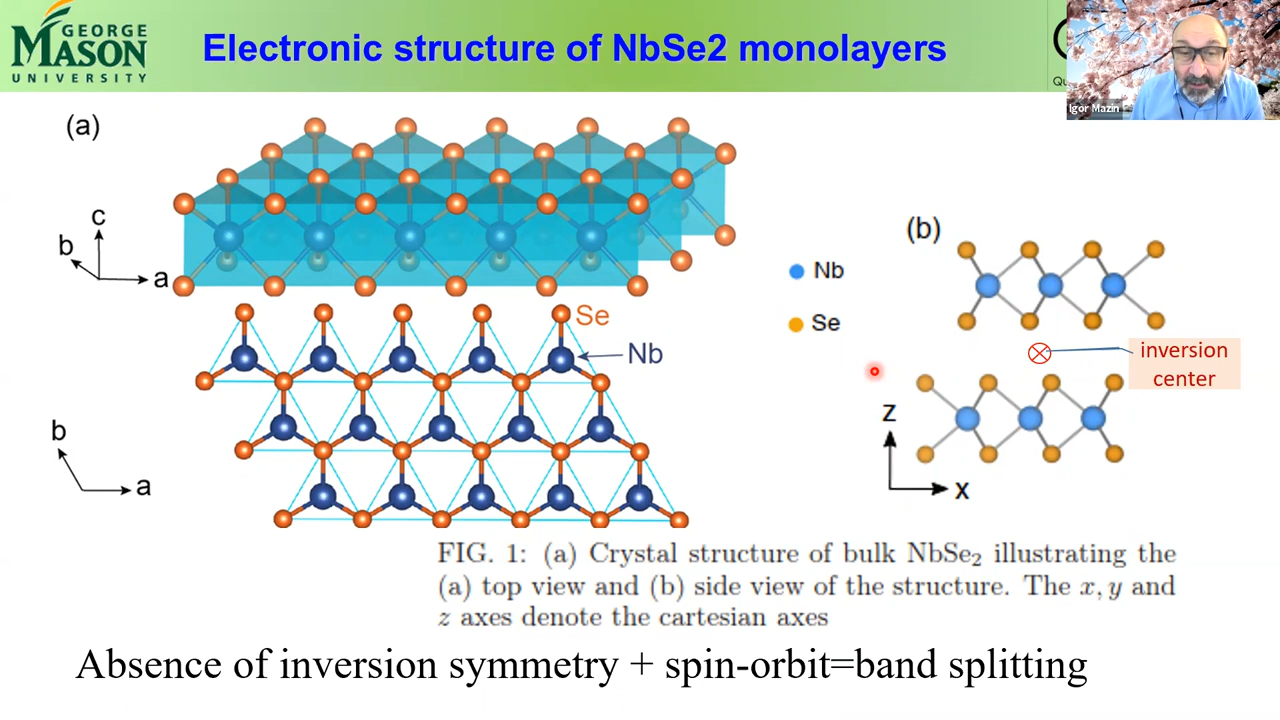 GEORGE
MASON
UNIVERSITY
Electronic structure of NbSe2 monolayers
Qu
Igor Mazin
(a)
c
b
a
Se
Nb
b
a
(b)
Nb
Se
inversion
center
z
x
FIG. 1: (a) Crystal structure of bulk NbSe₂ illustrating the
(a) top view and (b) side view of the structure. The x, y and
z axes denote the cartesian axes
Absence of inversion symmetry + spin-orbit=band splitting